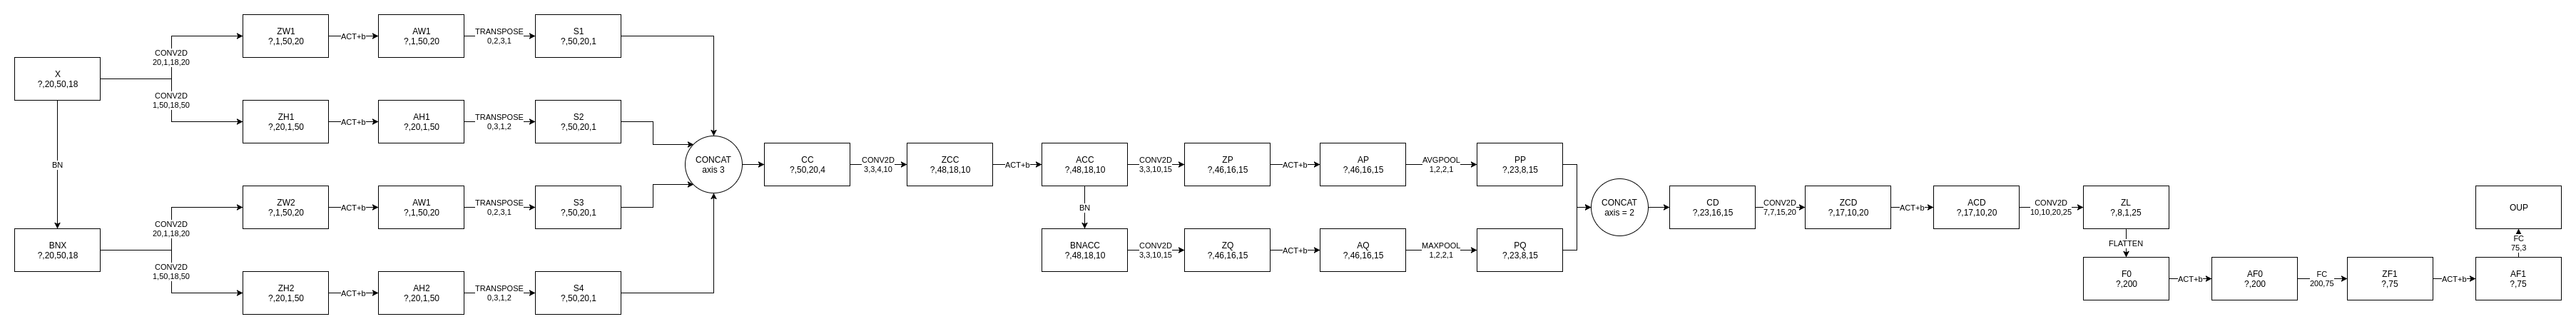 X
?,20,50,18
BN
BNX
?,20,50,18
CONV2D
20,1,18,20
CONV2D
1,50,18,50
CONV2D
20,1,18,20
CONV2D
1,50,18,50
ZW1
?,1,50,20
ACT+b
AW1
?,1,50,20
TRANSPOSE
0,2,3,1
S1
?,50,20,1
ZH1
?,20,1,50
ACT+b
AH1
?,20,1,50
TRANSPOSE
0,3,1,2
S2
?,50,20,1
ZW2
?,1,50,20
ACT+b
AW1
?,1,50,20
TRANSPOSE
0,2,3,1
S3
?,50,20,1
ZH2
?,20,1,50
ACT+b
AH2
?,20,1,50
TRANSPOSE
0,3,1,2
S4
?,50,20,1
CONCAT
axis 3
CC
?,50,20,4
CONV2D
3,3,4,10
ZCC
?,48,18,10
ACT+b
ACC
?,48,18,10
CONV2D
3,3,10,15
ZP
?,46,16,15
ACT+b
AP
?,46,16,15
AVGPOOL
1,2,2,1
PP
?,23,8,15
BN
BNACC
?,48,18,10
CONV2D
3,3,10,15
ZQ
?,46,16,15
ACT+b
AQ
?,46,16,15
MAXPOOL
1,2,2,1
PQ
?,23,8,15
CONCAT
axis = 2
CD
?,23,16,15
CONV2D
7,7,15,20
ZCD
?,17,10,20
ACT+b
ACD
?,17,10,20
CONV2D
10,10,20,25
ZL
?,8,1,25
FLATTEN
F0
?,200
ACT+b
AF0
?,200
FC
200,75
ZF1
?,75
ACT+b
AF1
?,75
FC
75,3
OUP